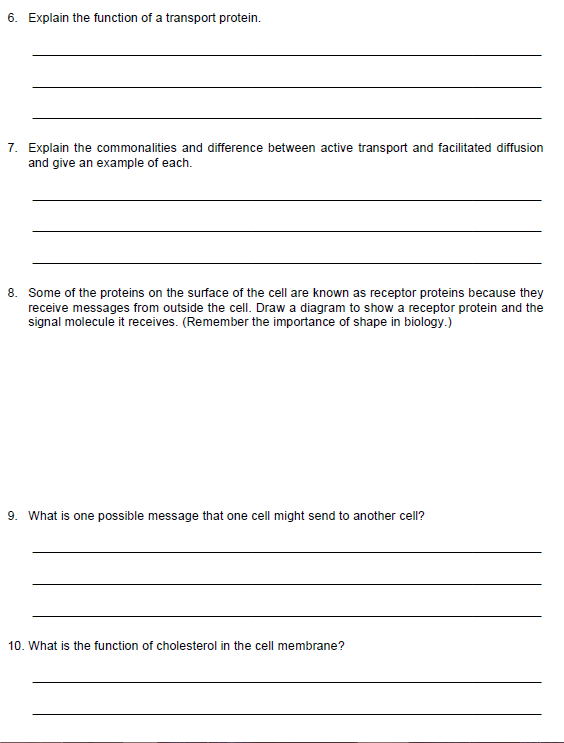 6. Explain the function of a transport protein.
7. Explain the commonalities and difference between active transport and facilitated diffusion
and give an example of each.
8. Some of the proteins on the surface of the cell are known as receptor proteins because they
receive messages from outside the cell. Draw a diagram to show a receptor protein and the
signal molecule it receives. (Remember the importance of shape in biology.)
9. What is one possible message that one cell might send to another cell?
10. What is the function of cholesterol in the cell membrane?